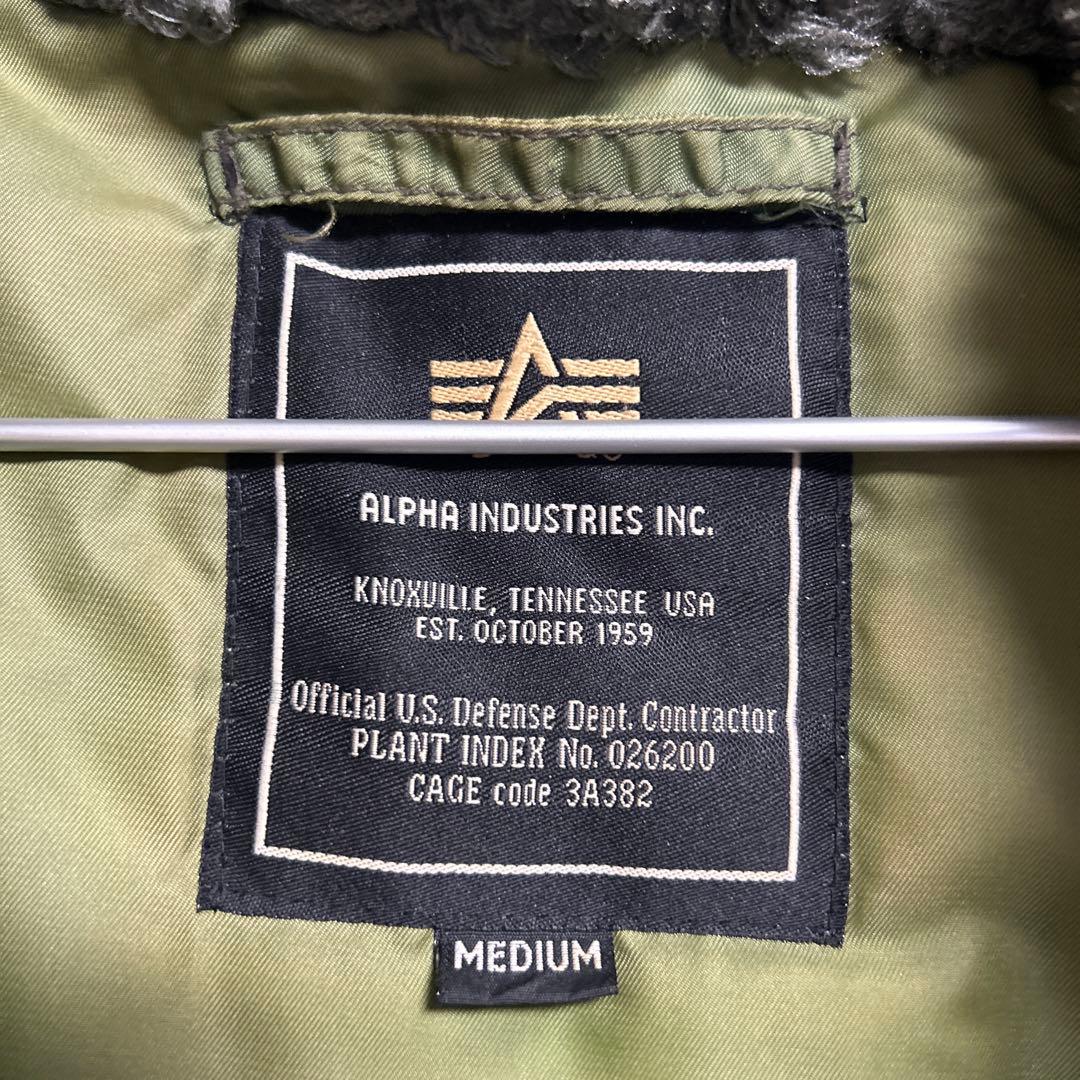 ALPHA INDUSTRIES INC.
KNOXVILLE, TENNESSEE USA
EST. OCTOBER 1959
Official U.S. Defense Dept. Contractor
PLANT INDEX No. 026200
CAGE code 3A382
MEDIUM